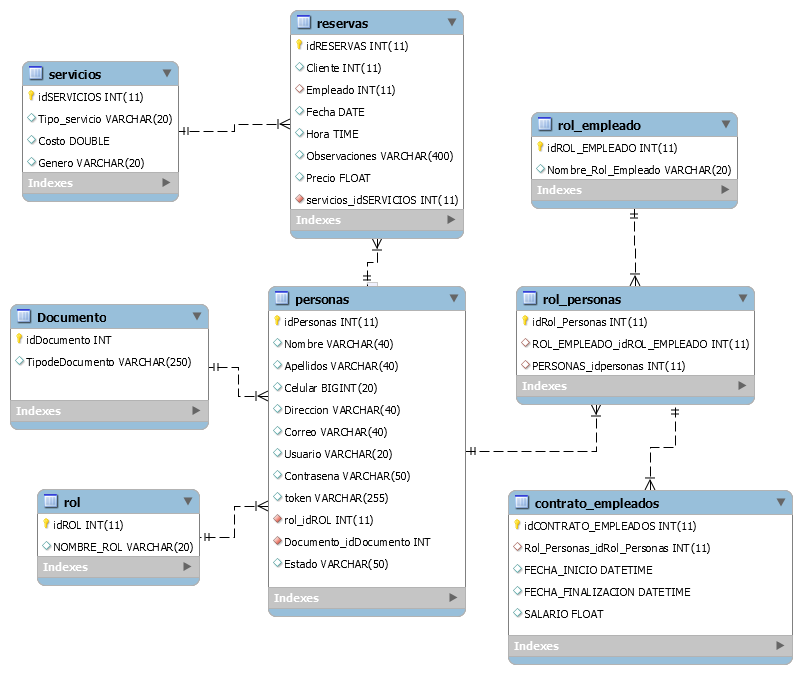 reservas
idRESERVAS INT(11)
Cliente INT(11)
Empleado INT(11)
Fecha DATE
Hora TIME
Observaciones VARCHAR(400)
Precio FLOAT
servicios_idSERVICIOS INT(11)
Indexes
servicios
idSERVICIOS INT(11)
Tipo_servicio VARCHAR(20)
Costo DOUBLE
Genero VARCHAR(20)
Indexes
rol_empleado
idROL_EMPLEADO INT(11)
Nombre_Rol_Empleado VARCHAR(20)
Indexes
personas
idPersonas INT(11)
Nombre VARCHAR(40)
Apellidos VARCHAR(40)
Celular BIGINT(20)
Direccion VARCHAR(40)
Correo VARCHAR(40)
Usuario VARCHAR(20)
Contrasena VARCHAR(50)
token VARCHAR(255)
rol_idROL INT(11)
Documento_idDocumento INT
Estado VARCHAR(50)
Indexes
rol_personas
idRol_Personas INT(11)
ROL_EMPLEADO_idROL_EMPLEADO INT(11)
PERSONAS_idpersonas INT(11)
Indexes
Documento
idDocumento INT
TipodeDocumento VARCHAR(250)
Indexes
rol
idROL INT(11)
NOMBRE_ROL VARCHAR(20)
Indexes
contrato_empleados
idCONTRATO_EMPLEADOS INT(11)
Rol_Personas_idRol_Personas INT(11)
FECHA_INICIO DATETIME
FECHA_FINALIZACION DATETIME
SALARIO FLOAT
Indexes